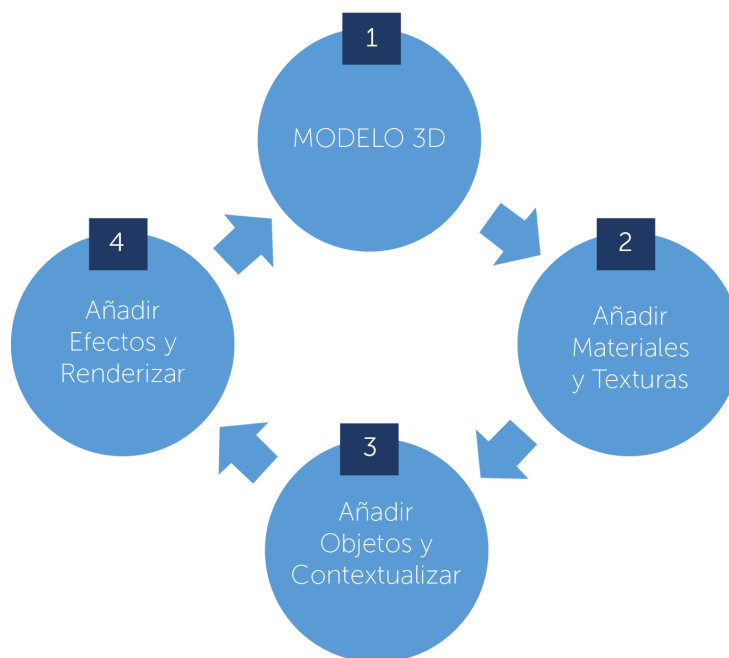 1
MODELO 3D
2
Añadir
Materiales
y Texturas
3
Añadir
Objetos y
Contextualizar
4
Añadir
Efectos y
Renderizar